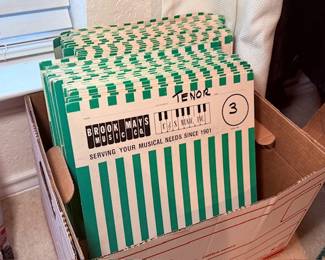 TENOR
BROOK MAYS
MUSIC CO.
3
SERVING YOUR MUSICAL NEEDS SINCE 1901